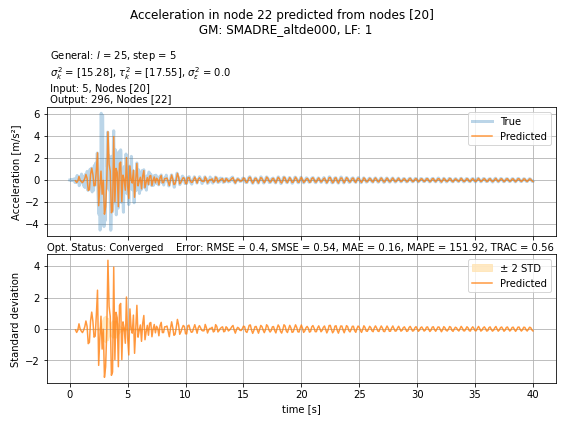 Acceleration in node 22 predicted from nodes [20]
GM: SMADRE_altde000, LF: 1
General: l = 25, step = 5
σ²ₖ = [15.28], τ²ₖ = [17.55], σ²ε = 0.0
Input: 5, Nodes [20]
Output: 296, Nodes [22]
Acceleration [m/s²]
6
4
2
0
−2
−4
True
Predicted
Opt. Status: Converged Error: RMSE = 0.4, SMSE = 0.54, MAE = 0.16, MAPE = 151.92, TRAC = 0.56
Standard deviation
4
2
0
−2
± 2 STD
Predicted
0 5 10 15 20 25 30 35 40
time [s]